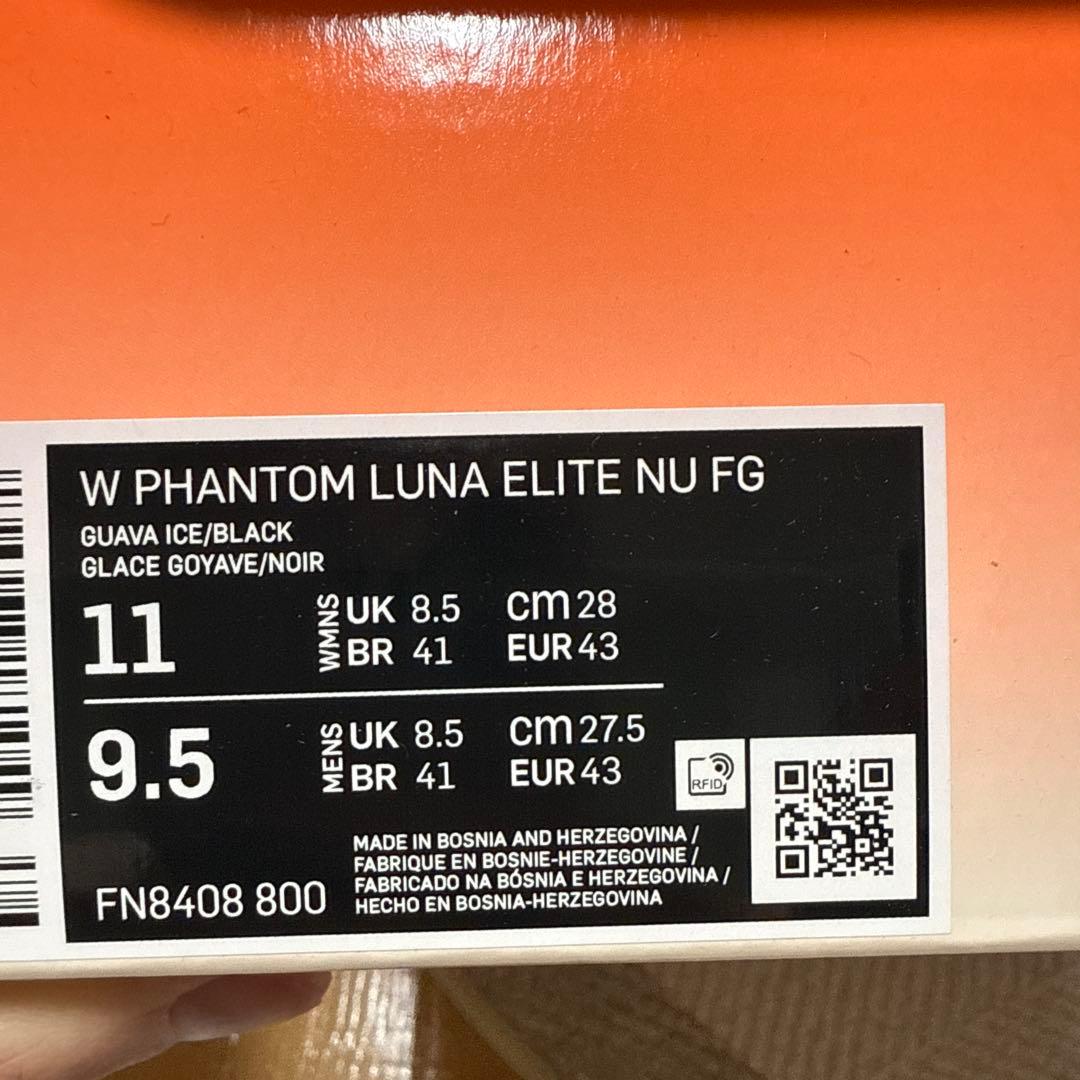 W PHANTOM LUNA ELITE NU FG
GUAVA ICE/BLACK
GLACE GOYAVE/NOIR
11
WMNS
UK 8.5
cm 28
BR 41
EUR 43
9.5
MENS
UK 8.5
cm 27.5
BR 41
EUR 43
RFID
MADE IN BOSNIA AND HERZEGOVINA /
FABRIQUE EN BOSNIE-HERZEGOVINE /
FABRICADO NA BÓSNIA E HERZEGOVINA /
HECHO EN BOSNIA-HERZEGOVINA
FN8408 800